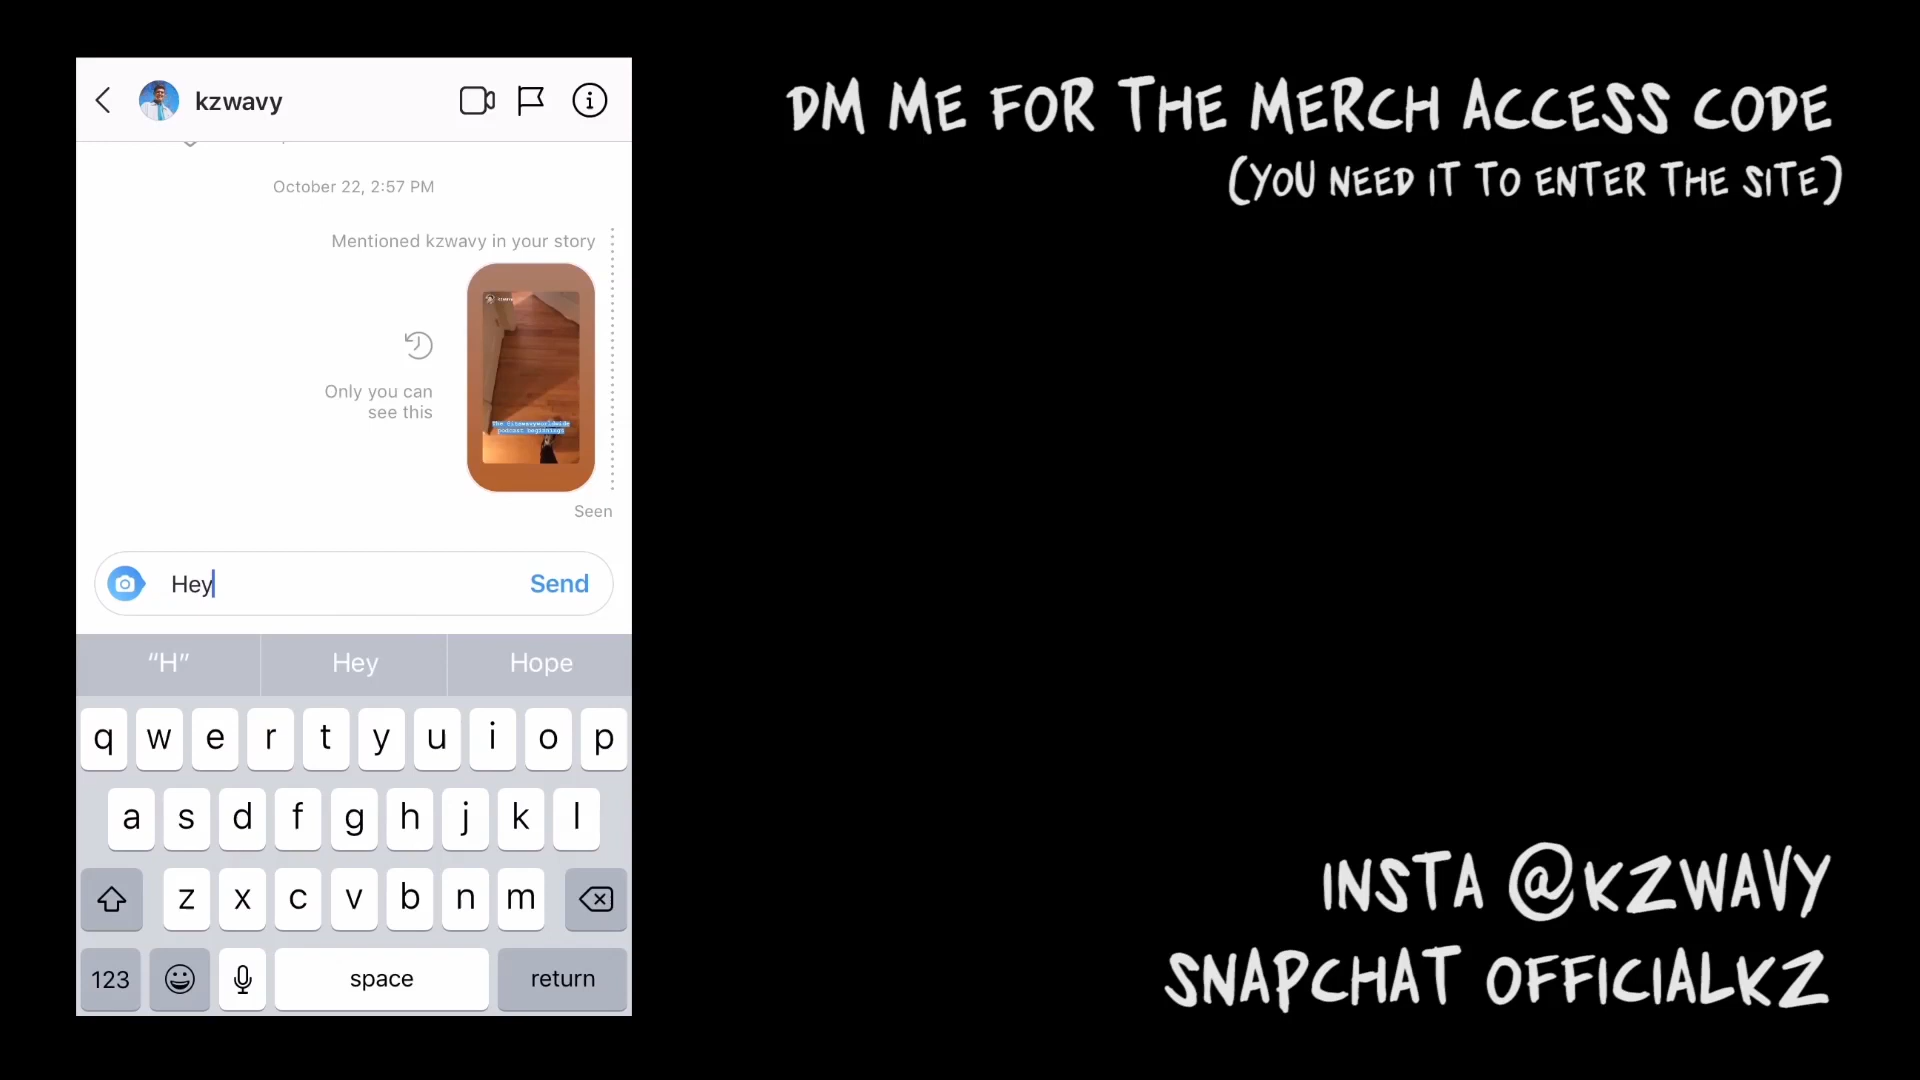 kzwavy
October 22, 2:57 PM
Mentioned kzwavy in your story
Only you can
see this
podcast beginnings
Seen
Hey
Send
"H"
Hey
Hope
q w e r t y u i o p
a s d f g h j k l
z x c v b n m
123
space
return
DM ME FOR THE MERCH ACCESS CODE
(YOU NEED IT TO ENTER THE SITE)
INSTA @KZWAVY
SNAPCHAT OFFICIALKZ